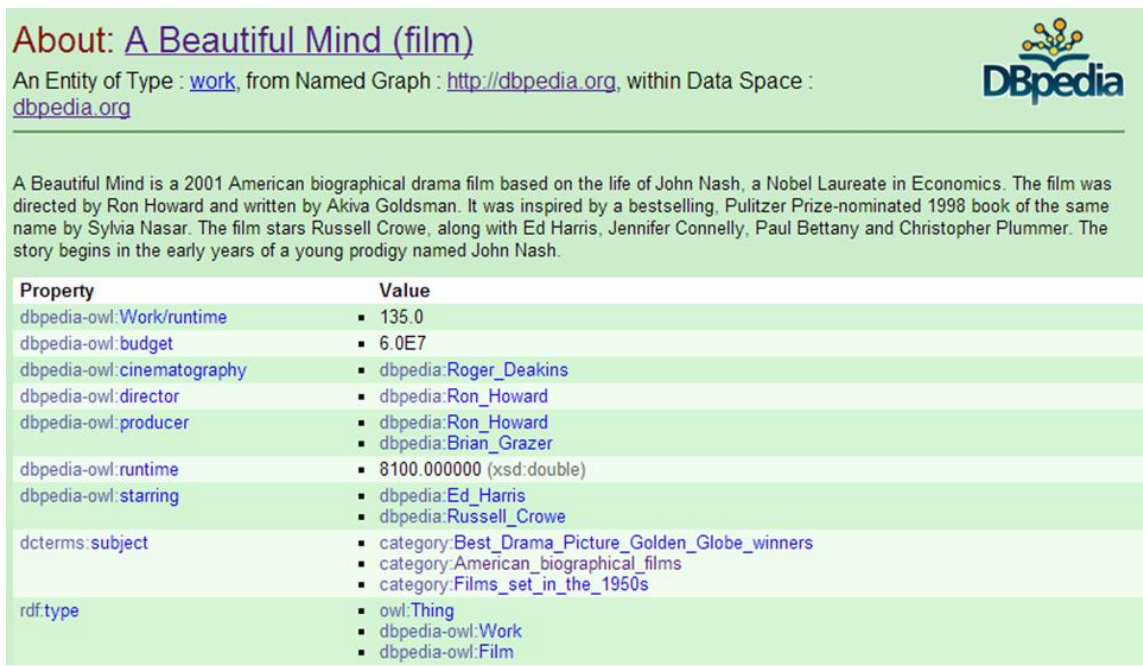 About: A Beautiful Mind (film)
DBpedia
An Entity of Type : work, from Named Graph : http://dbpedia.org, within Data Space :
dbpedia.org
A Beautiful Mind is a 2001 American biographical drama film based on the life of John Nash, a Nobel Laureate in Economics. The film was
directed by Ron Howard and written by Akiva Goldsman. It was inspired by a bestselling, Pulitzer Prize-nominated 1998 book of the same
name by Sylvia Nasar. The film stars Russell Crowe, along with Ed Harris, Jennifer Connelly, Paul Bettany and Christopher Plummer. The
story begins in the early years of a young prodigy named John Nash.
Property Value
dbpedia-owl:Work/runtime ▪ 135.0
dbpedia-owl:budget ▪ 6.0E7
dbpedia-owl:cinematography ▪ dbpedia:Roger_Deakins
dbpedia-owl:director ▪ dbpedia:Ron_Howard
dbpedia-owl:producer ▪ dbpedia:Ron_Howard
▪ dbpedia:Brian_Grazer
dbpedia-owl:runtime ▪ 8100.000000 (xsd:double)
dbpedia-owl:starring ▪ dbpedia:Ed_Harris
▪ dbpedia:Russell_Crowe
dcterms:subject ▪ category:Best_Drama_Picture_Golden_Globe_winners
▪ category:American_biographical_films
▪ category:Films_set_in_the_1950s
rdf:type ▪ owl:Thing
▪ dbpedia-owl:Work
▪ dbpedia-owl:Film